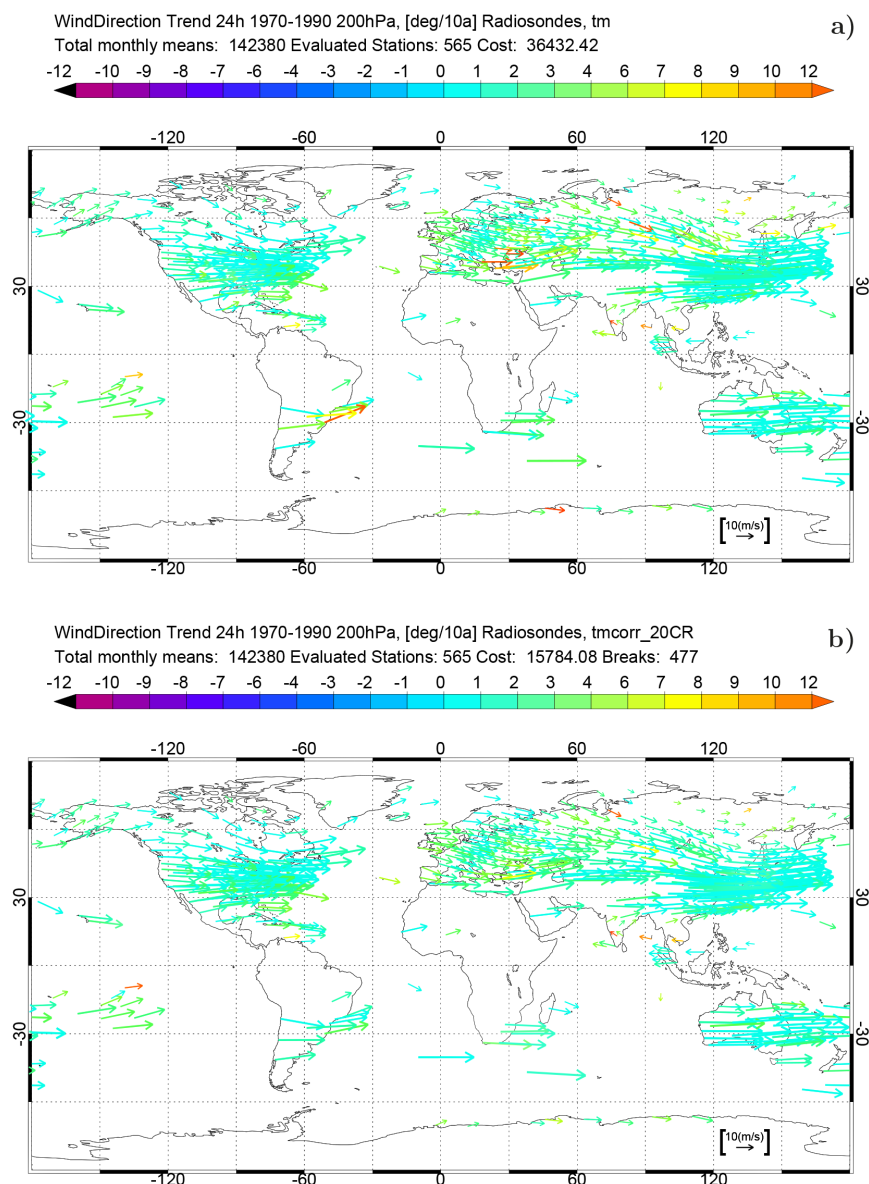 WindDirection Trend 24h 1970-1990 200hPa, [deg/10a] Radiosondes, tm
a)
Total monthly means: 142380 Evaluated Stations: 565 Cost: 36432.42
-12 -10 -9 -8 -6 -5 -4 -3 -2 -1 0 1 2 3 4 5 6 7 8 9 10 12
-120 -60 0 60 120
30 30
-30 -30
[10(m/s)]
-120 -60 0 60 120
WindDirection Trend 24h 1970-1990 200hPa, [deg/10a] Radiosondes, tmcorr_20CR
b)
Total monthly means: 142380 Evaluated Stations: 565 Cost: 15784.08 Breaks: 477
-12 -10 -9 -8 -6 -5 -4 -3 -2 -1 0 1 2 3 4 5 6 7 8 9 10 12
-120 -60 0 60 120
30 30
-30 -30
[10(m/s)]
-120 -60 0 60 120